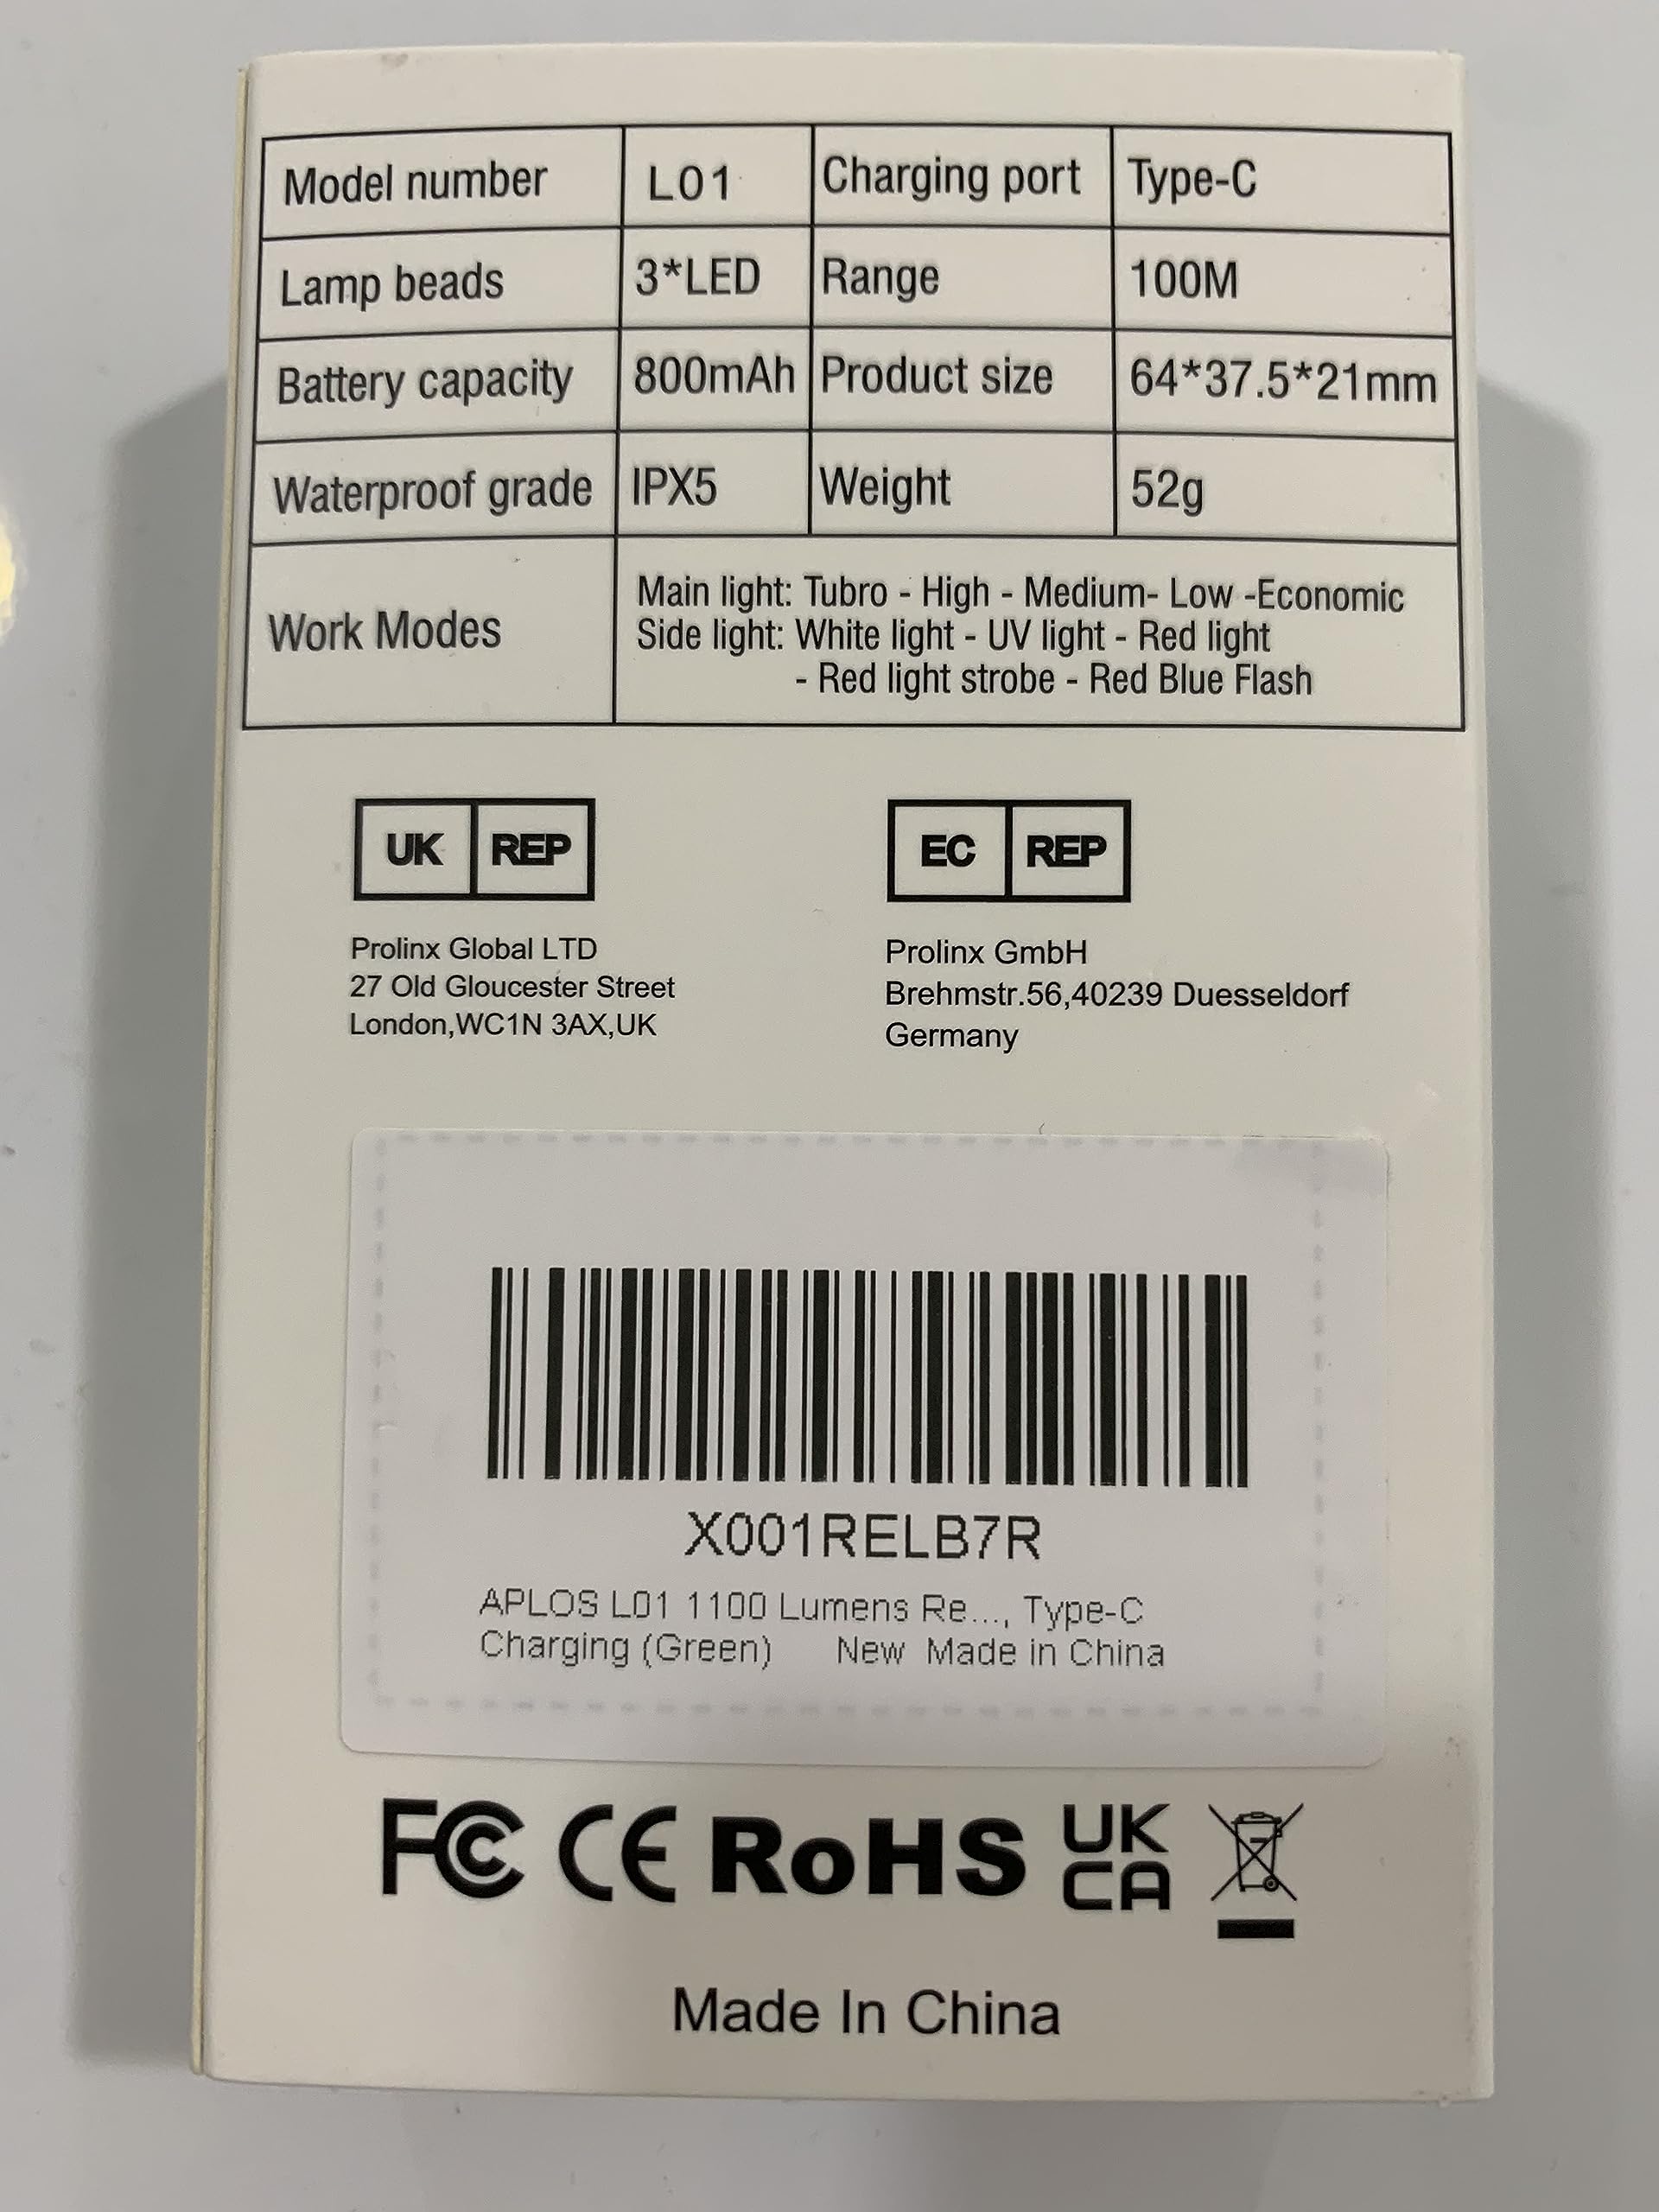 Model number L01 Charging port Type-C
Lamp beads 3*LED Range 100M
Battery capacity 800mAh Product size 64*37.5*21mm
Waterproof grade IPX5 Weight 52g
Work Modes
Main light: Tubro - High - Medium- Low -Economic
Side light: White light - UV light - Red light
- Red light strobe - Red Blue Flash
UK REP
Prolinx Global LTD
27 Old Gloucester Street
London,WC1N 3AX,UK
EC REP
Prolinx GmbH
Brehmstr.56,40239 Duesseldorf
Germany
X001RELB7R
APLOS L01 1100 Lumens Re..., Type-C
Charging (Green) New Made in China
FC CE RoHS UK CA
Made In China